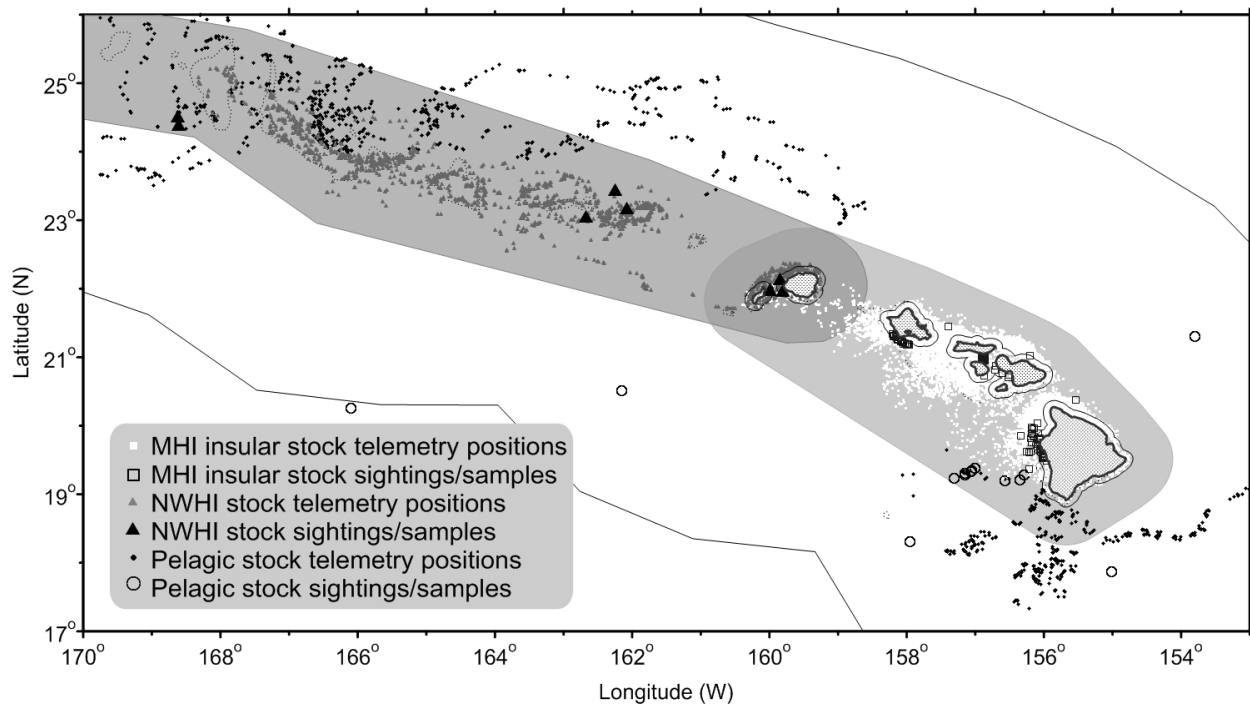 25°
23°
21°
19°
17°
Latitude (N)
MHI insular stock telemetry positions
MHI insular stock sightings/samples
NWHI stock telemetry positions
NWHI stock sightings/samples
Pelagic stock telemetry positions
Pelagic stock sightings/samples
170° 168° 166° 164° 162° 160° 158° 156° 154°
Longitude (W)